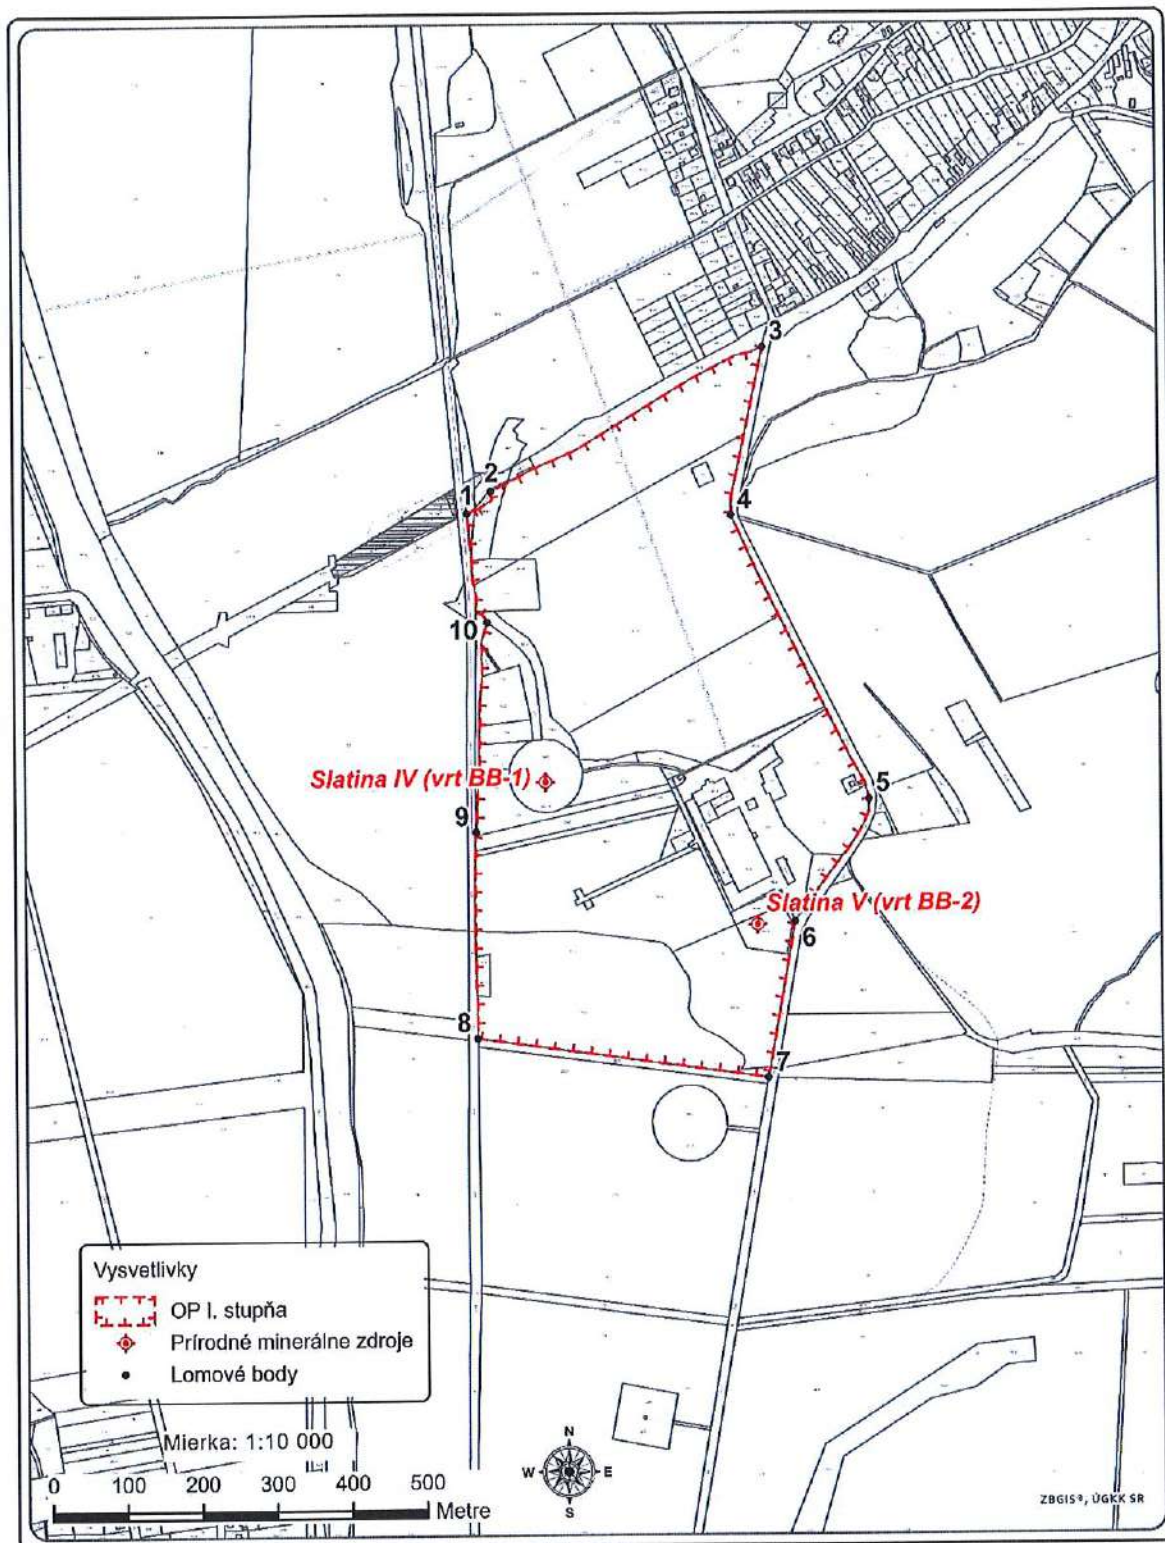 3
2
1
4
10
Slatina IV (vrt BB-1)
5
9
Slatina V (vrt BB-2)
6
8
7
Vysvetlivky
OP I. stupňa
Prírodné minerálne zdroje
Lomové body
Mierka: 1:10 000
0 100 200 300 400 500
Metre
N
W E
S
ZBGIS®, ÚGKK SR